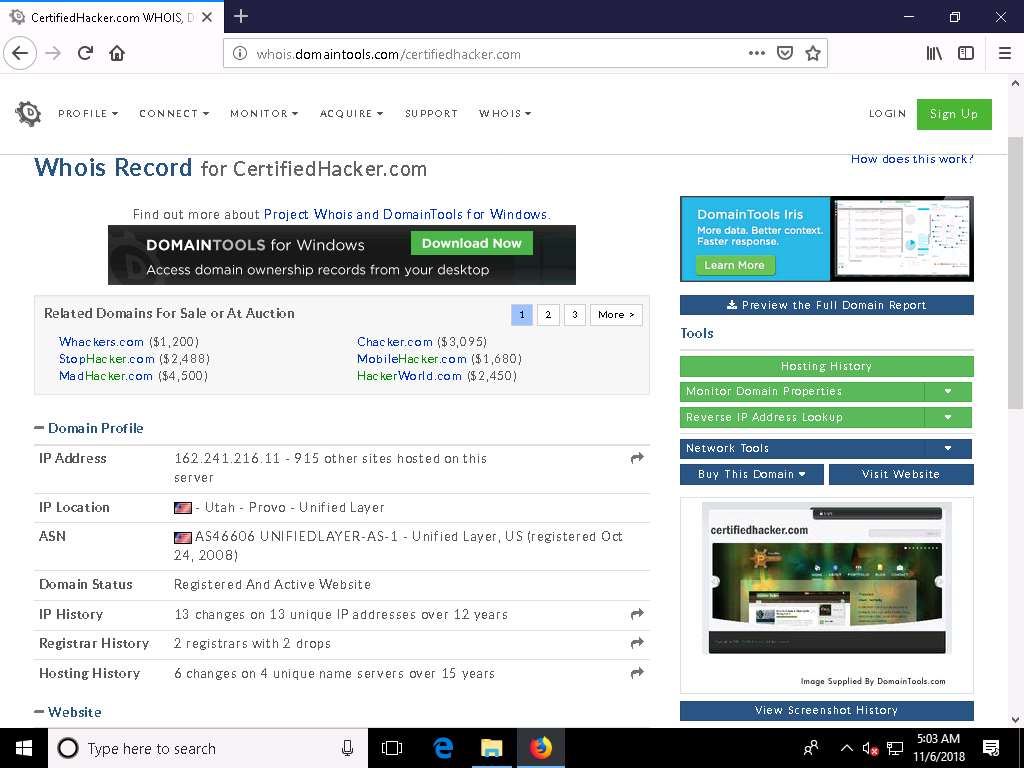 CertifiedHacker.com WHOIS, D
whois.domaintools.com/certifiedhacker.com
PROFILE CONNECT MONITOR ACQUIRE SUPPORT WHOIS LOGIN Sign Up
Whois Record for CertifiedHacker.com
How does this work?
Find out more about Project Whois and DomainTools for Windows.
DOMAINTOOLS for Windows Download Now
Access domain ownership records from your desktop
Related Domains For Sale or At Auction 1 2 3 More >
Whackers.com ($1,200) Chacker.com ($3,095)
StopHacker.com ($2,488) MobileHacker.com ($1,680)
MadHacker.com ($4,500) HackerWorld.com ($2,450)
Domain Profile
IP Address 162.241.216.11 - 915 other sites hosted on this
server
IP Location - Utah - Provo - Unified Layer
ASN AS46606 UNIFIEDLAYER-AS-1 - Unified Layer, US (registered Oct
24, 2008)
Domain Status Registered And Active Website
IP History 13 changes on 13 unique IP addresses over 12 years
Registrar History 2 registrars with 2 drops
Hosting History 6 changes on 4 unique name servers over 15 years
Website
DomainTools Iris
More data. Better context.
Faster response.
Learn More
Preview the Full Domain Report
Tools
Hosting History
Monitor Domain Properties
Reverse IP Address Lookup
Network Tools
Buy This Domain Visit Website
certifiedhacker.com
Image Supplied By DomainTools.com
View Screenshot History
Type here to search
5:03 AM
11/6/2018